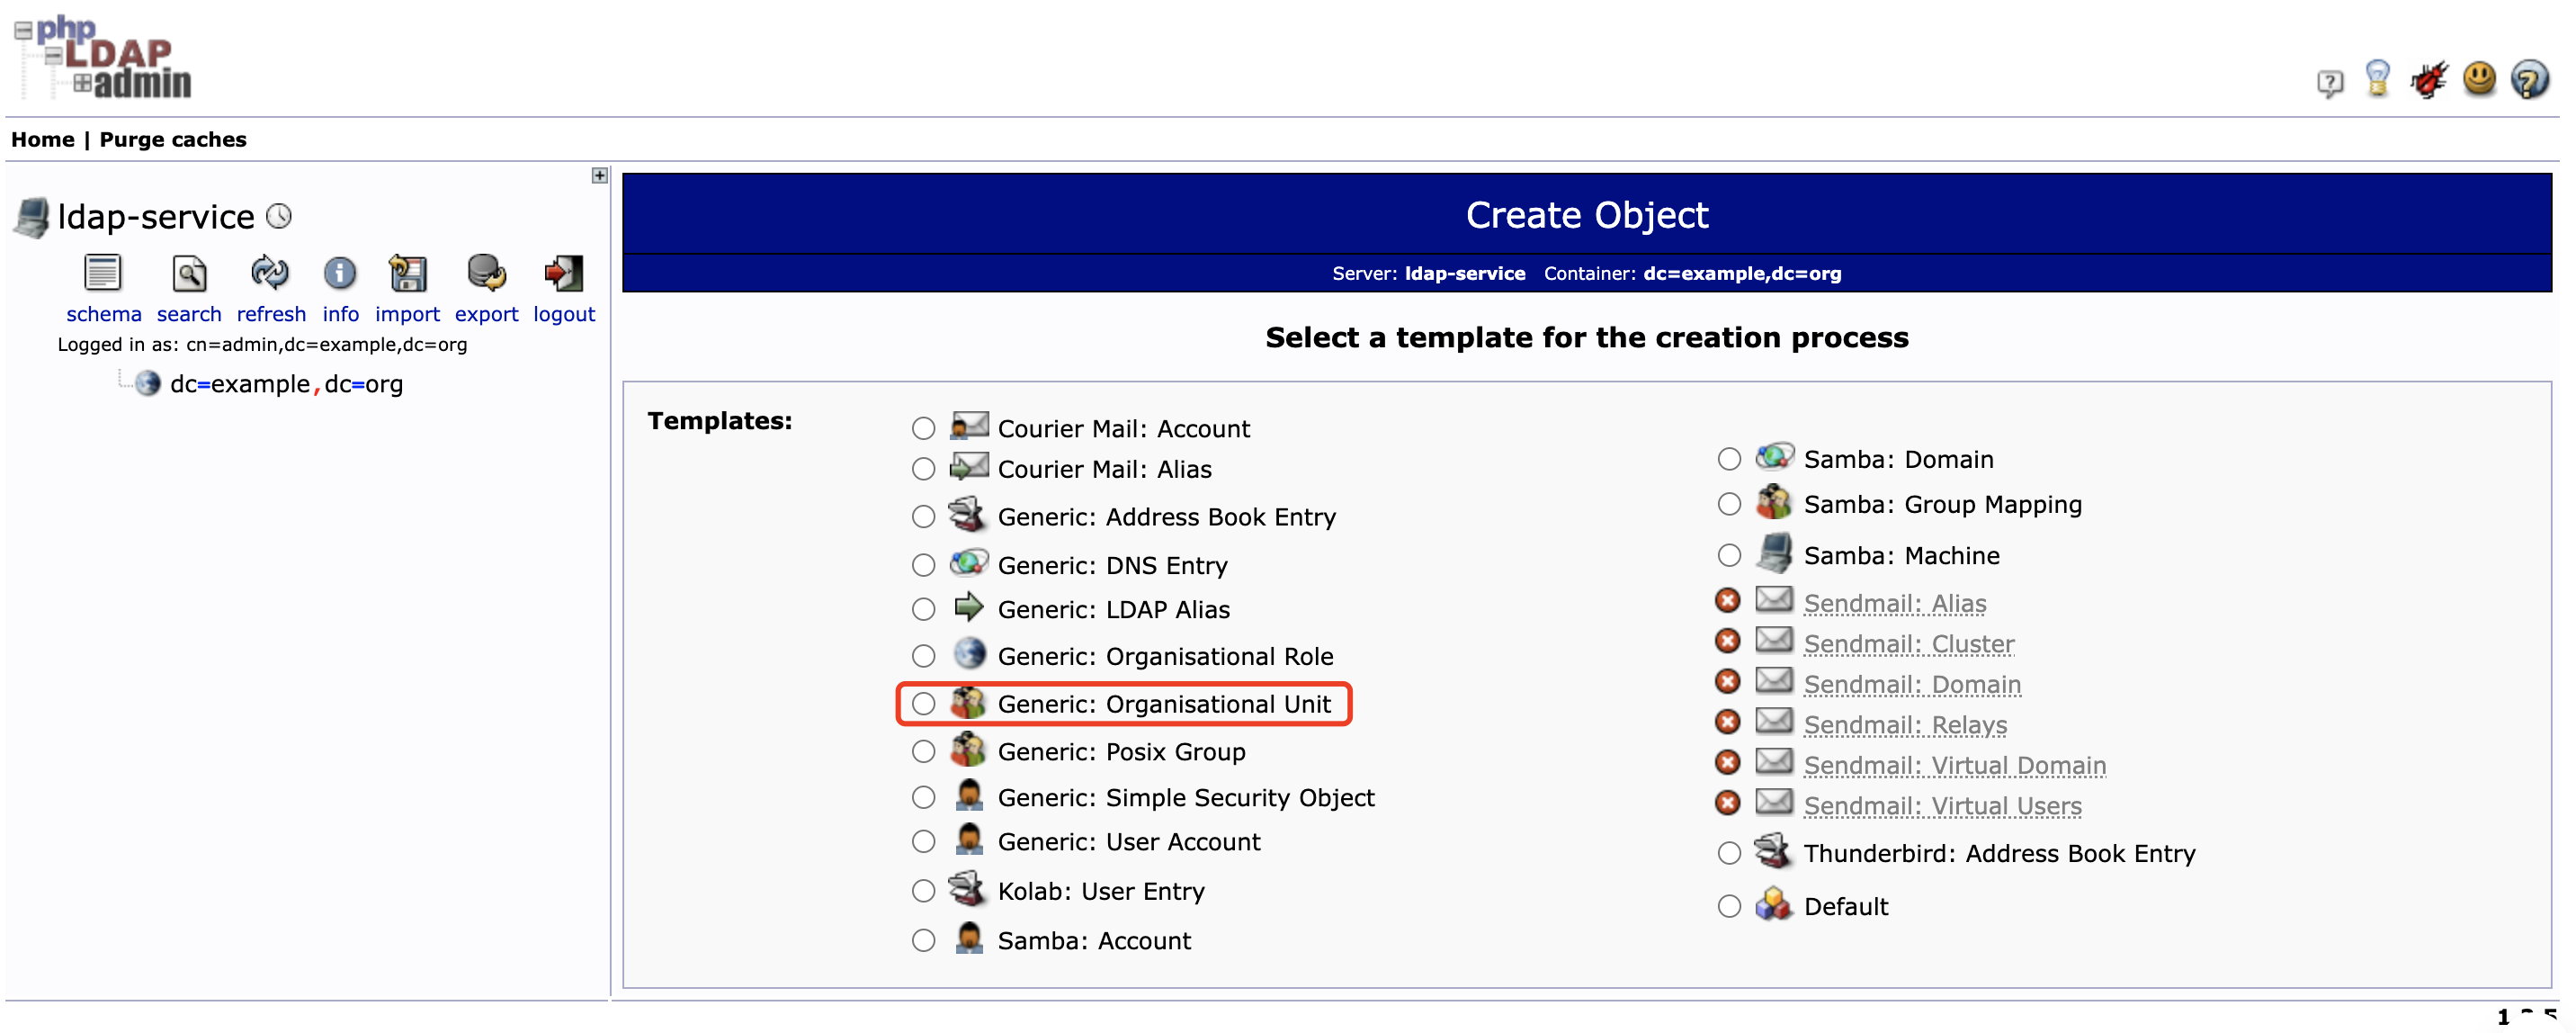 php
LDAP
admin
Home | Purge caches
ldap-service
schema search refresh info import export logout
Logged in as: cn=admin,dc=example,dc=org
dc=example,dc=org
Create Object
Server: ldap-service Container: dc=example,dc=org
Select a template for the creation process
Templates:
Courier Mail: Account
Courier Mail: Alias
Generic: Address Book Entry
Generic: DNS Entry
Generic: LDAP Alias
Generic: Organisational Role
Generic: Organisational Unit
Generic: Posix Group
Generic: Simple Security Object
Generic: User Account
Kolab: User Entry
Samba: Account
Samba: Domain
Samba: Group Mapping
Samba: Machine
Sendmail: Alias
Sendmail: Cluster
Sendmail: Domain
Sendmail: Relays
Sendmail: Virtual Domain
Sendmail: Virtual Users
Thunderbird: Address Book Entry
Default